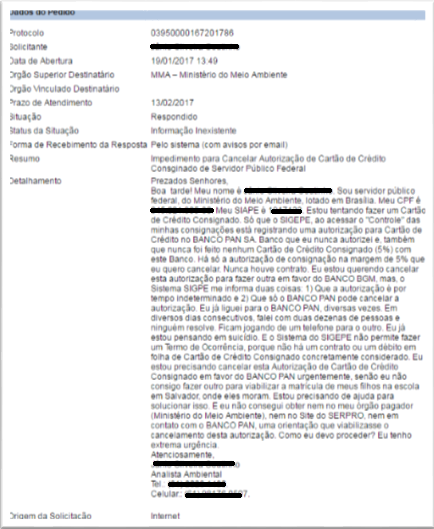 Dados do Pedido
Protocolo 03950000167201786
Solicitante
Data de Abertura 19/01/2017 13:49
Orgão Superior Destinatário MMA – Ministério do Meio Ambiente
Orgão Vinculado Destinatário
Prazo de Atendimento 13/02/2017
Situação Respondido
Status da Situação Informação Inexistente
Forma de Recebimento da Resposta Pelo sistema (com avisos por email)
Resumo Impedimento para Cancelar Autorização de Cartão de Crédito
Consginado de Servidor Público Federal
Detalhamento Prezados Senhores,
Boa tarde! Meu nome é Sou servidor público
federal, do Ministério do Meio Ambiente, lotado em Brasília. Meu CPF
é Meu SIAPE é Estou tentando fazer um Cartão
de Crédito Consignado. Só que o SIGEPE, ao acessar o "Controle" das
minhas consignações está registrando uma autorização para Cartão de
Crédito no BANCO PAN SA. Banco que eu nunca autorizei e, também
que nunca foi feito nenhum Cartão de Crédito Consignado (5%) com
este Banco. Há só a autorização de consignação na margem de 5% que
eu quero cancelar. Nunca houve contrato. Eu estou querendo cancelar
esta autorização para fazer outra em favor do BANCO BGM, mas, o
Sistema SIGPE me informa duas coisas: 1) Que a autorização é por
tempo indeterminado e 2) Que só o BANCO PAN pode cancelar a
autorização. Eu já liguei para o BANCO PAN, diversas vezes. Em
diversos dias consecutivos, falei com duas dezenas de pessoas e
ninguém resolve. Ficam jogando de um telefone para o outro. Eu já
estou pensando em suicídio. E o Sistema do SIGEPE não permite fazer
um Termo de Ocorrência, porque não há um contrato ou um débito em
folha de Cartão de Crédito Consignado concretamente considerado. Eu
estou precisando cancelar esta Autorização de Cartão de Crédito
Consignado em favor do BANCO PAN urgentemente, senão eu não
consigo fazer outro para viabilizar a matrícula de meus filhos na escola
em Salvador, onde eles moram. Estou precisando de ajuda para
solucionar isso. E eu não consegui obter nem no meu órgão pagador
(Ministério do Meio Ambiente), nem no Site do SERPRO, nem em
contato com o BANCO PAN, uma orientação que viabilizasse o
cancelamento desta autorização. Como eu devo proceder? Eu tenho
extrema urgência.
Atenciosamente,
Analista Ambiental
Tel.:
Celular.:
Origem da Solicitação Internet